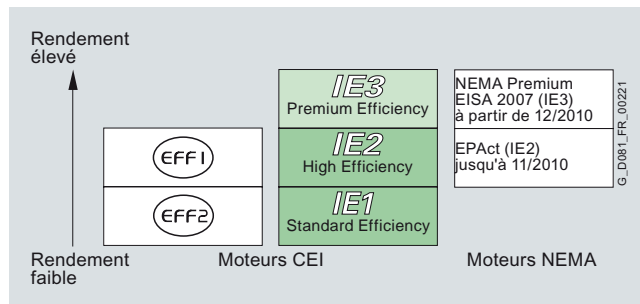 Rendement
élevé
IE3
Premium Efficiency
NEMA Premium
EISA 2007 (IE3)
à partir de 12/2010
EFF1
IE2
High Efficiency
EPAct (IE2)
jusqu'à 11/2010
EFF2
IE1
Standard Efficiency
Rendement
faible
Moteurs CEI
Moteurs NEMA
G_D081_FR_00221